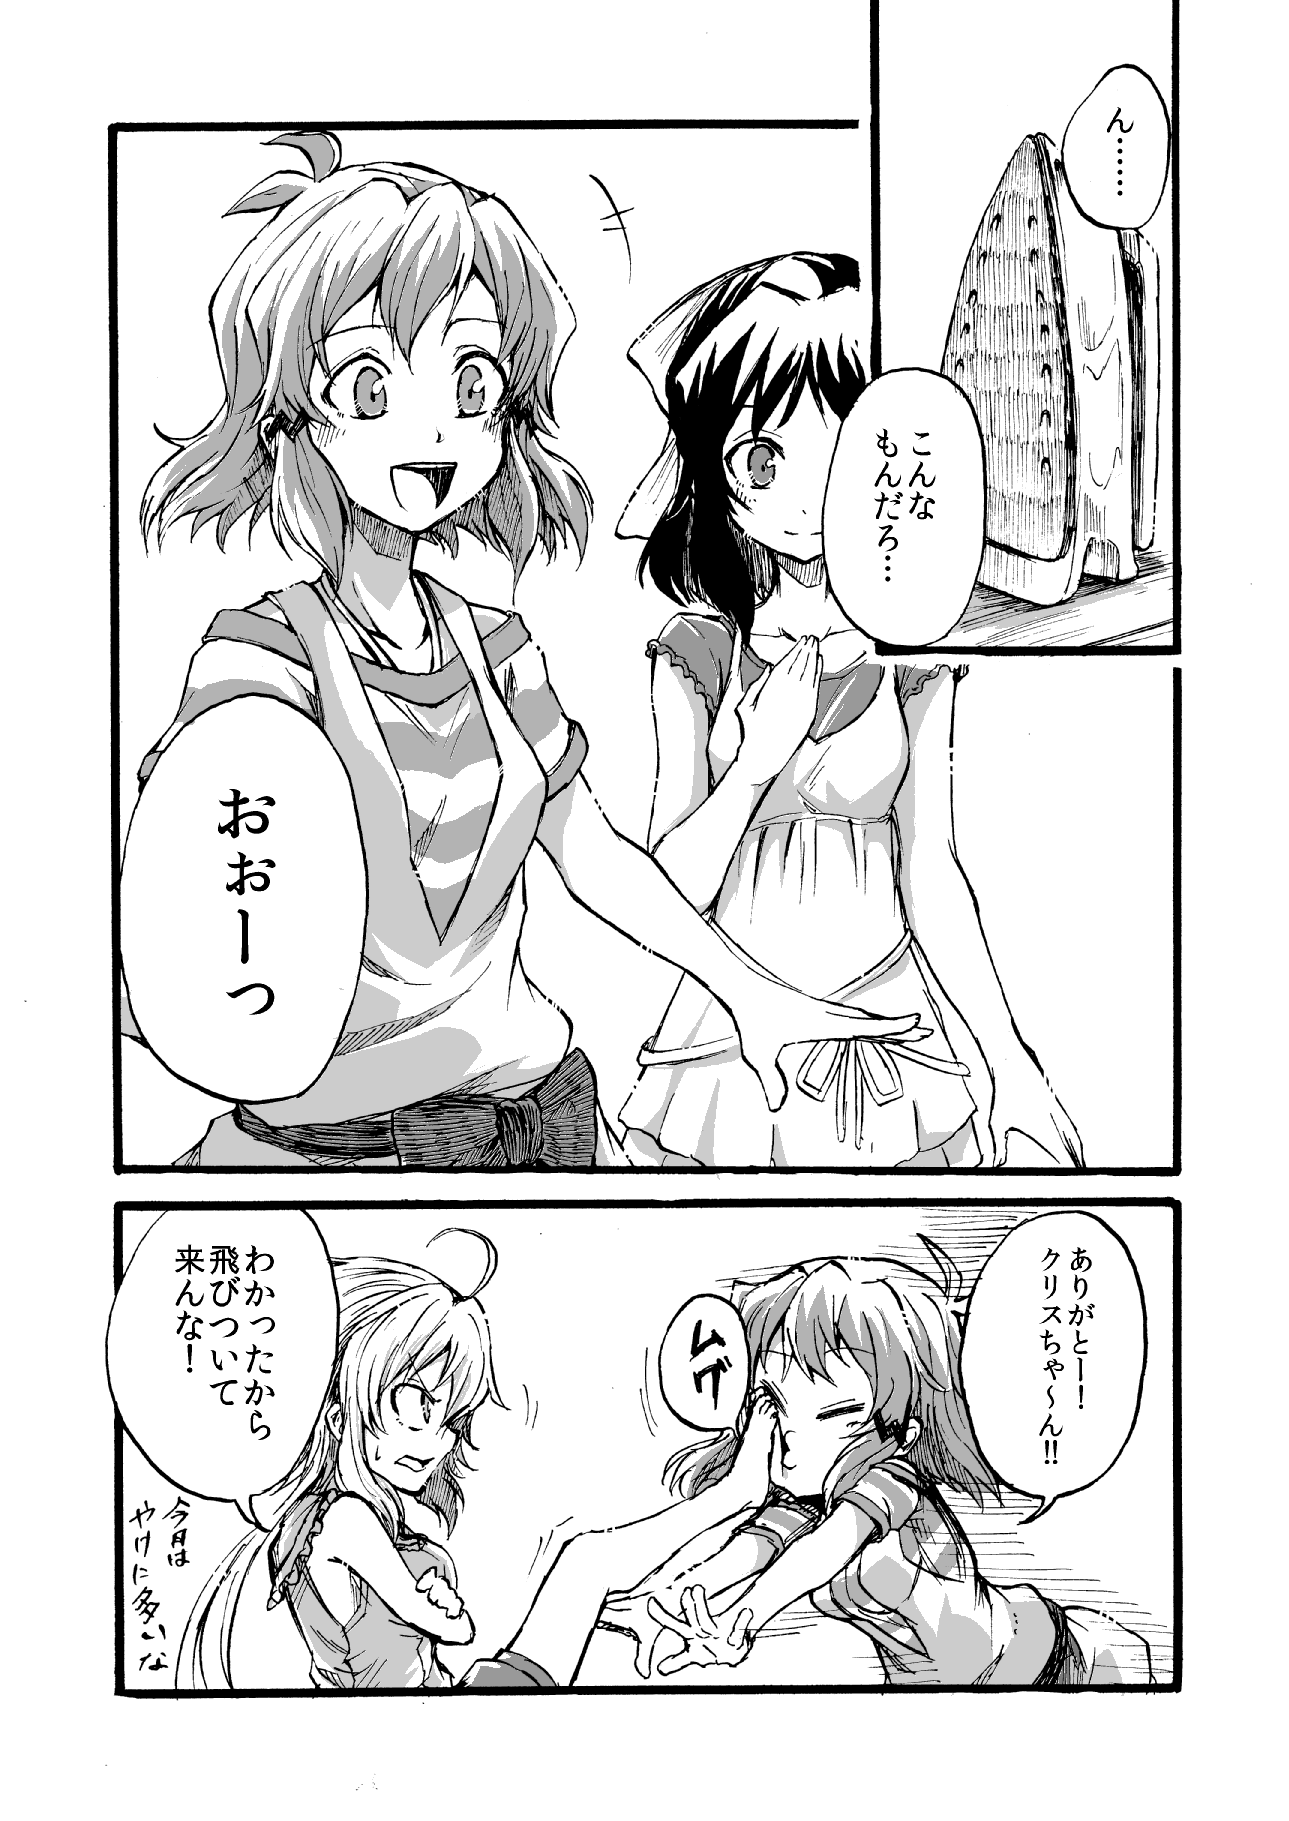 ん……
こんな
もんだろ…
おぉーっ
ありがとー!
クリスちゃ～ん!!
ムグ
わかったから
飛びついて
来んな!
今日は
やけに多いな